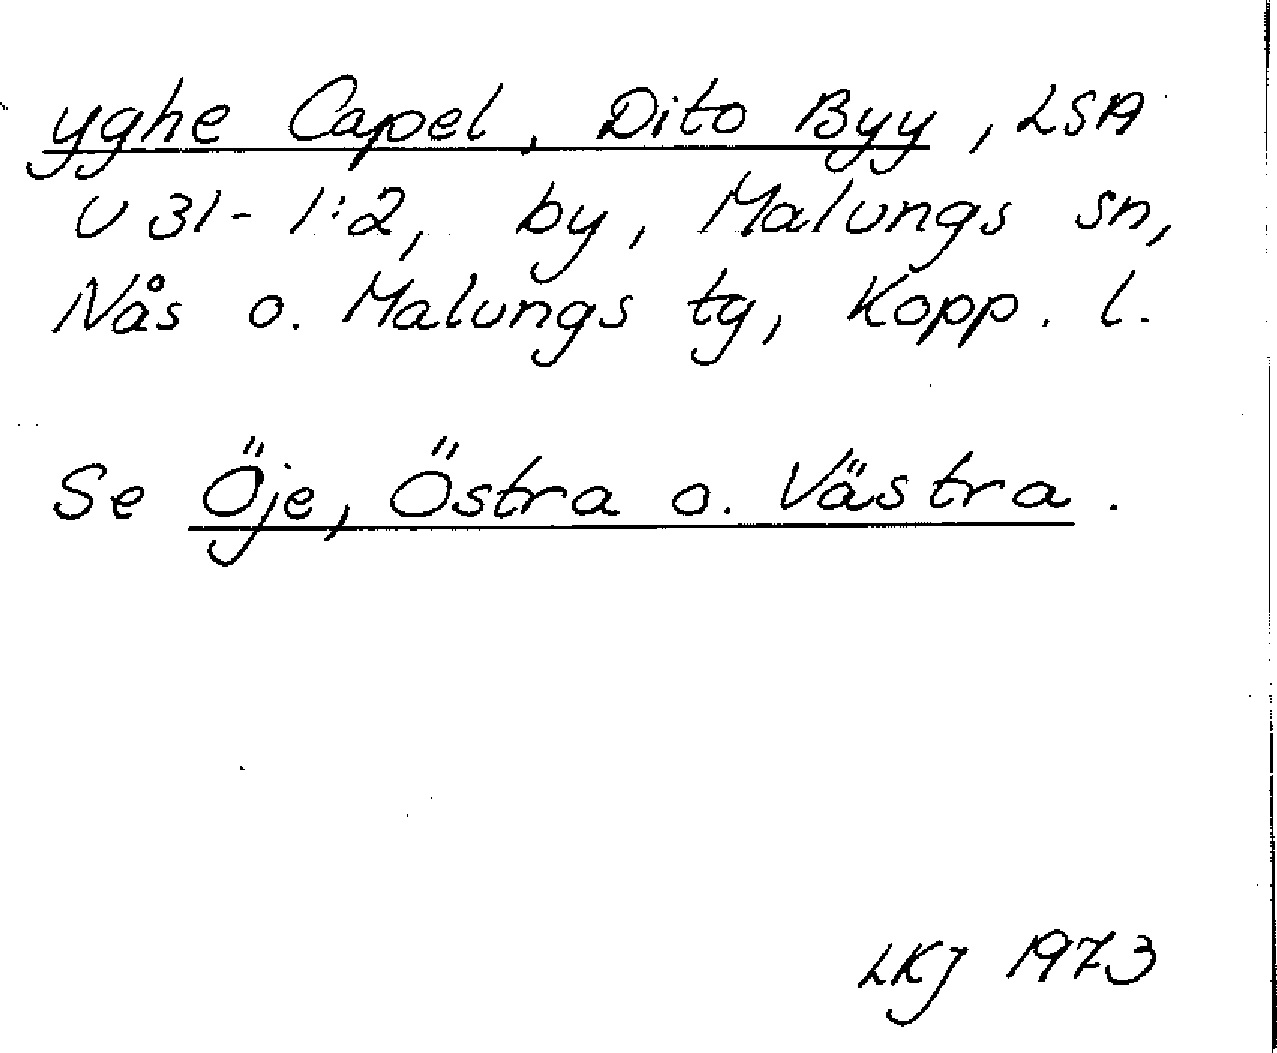 yghe Capel, Dito Byy, LSA
U 31-1:2, by, Malungs sn,
Nås o. Malungs tg, Kopp. l.
Se Öje, Östra o. Västra.
LKJ 1973